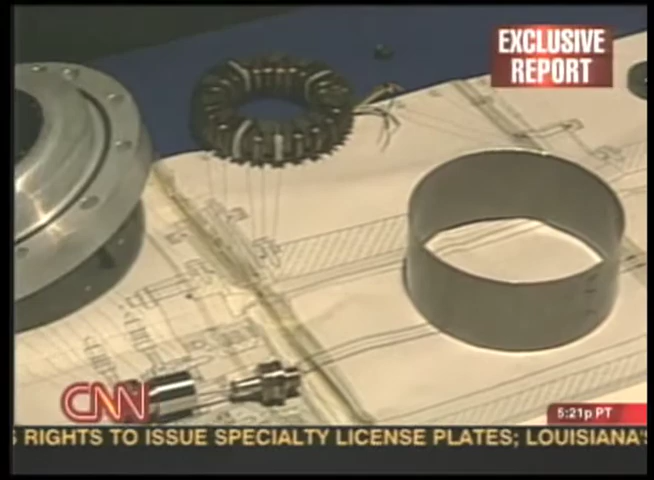 EXCLUSIVE
REPORT
CNN
5:21p PT
S RIGHTS TO ISSUE SPECIALTY LICENSE PLATES; LOUISIANA'S